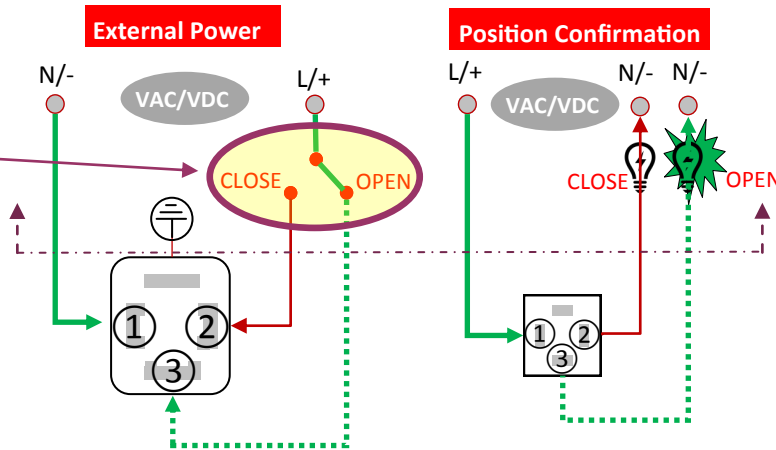 External Power
Position Confirmation
N/-
VAC/VDC
L/+
L/+
VAC/VDC
N/-
N/-
CLOSE
OPEN
CLOSE
OPEN
1
2
3
1
2
3